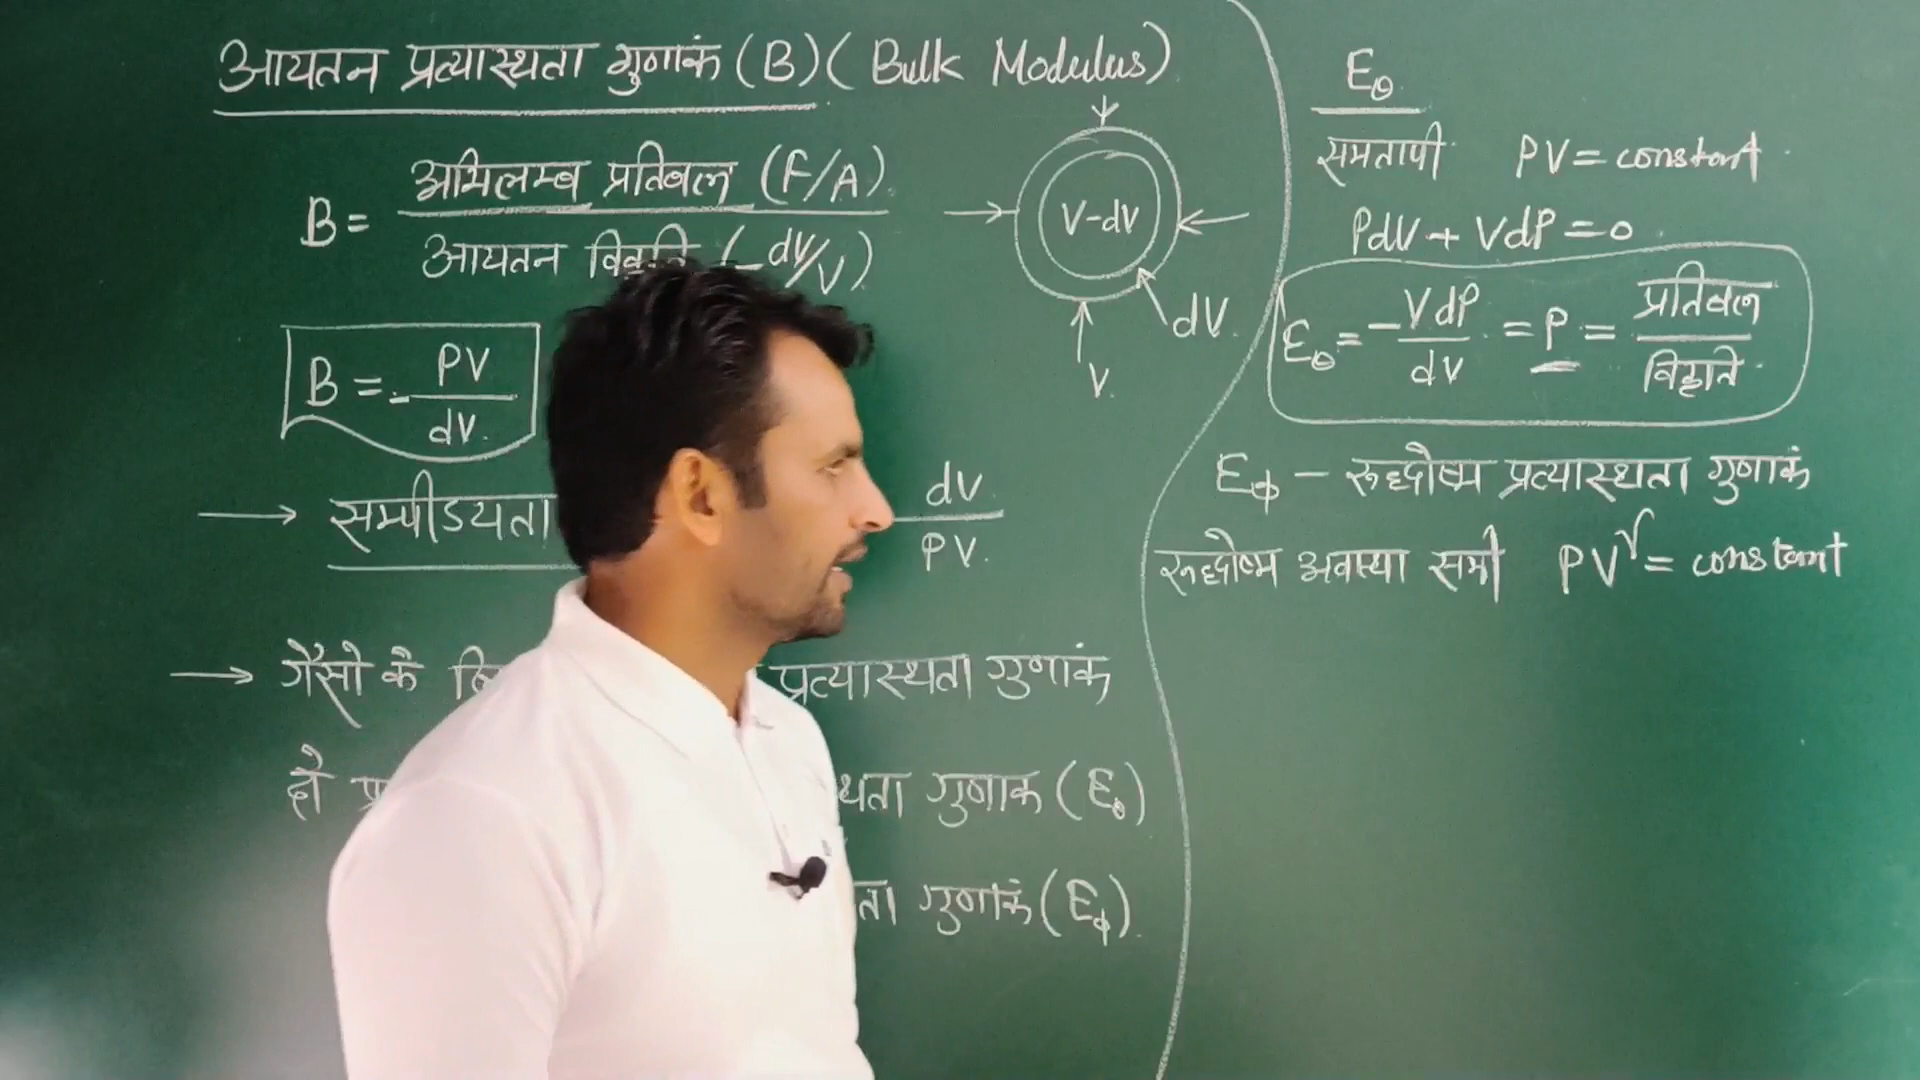 आयतन प्रत्यास्थता गुणाकं (B) ( Bulk Modulus)
B = अभिलम्ब प्रतिबल (F/A)
आयतन विकृति (-dV/V)
V-dV
dV.
V.
B = - PV
dV.
→ सम्पीडयता
dV
PV.
→ गैसो के प्रत्यास्थता गुणाकं
दो
गुणाक (Eθ)
गुणाकं (Eϕ).
Eθ
समतापी PV = constant
PdV + VdP = 0
Eθ = - VdP = P = प्रतिबल
dV विकृति
Eϕ - रूद्धोष्म प्रत्यास्थता गुणाकं
रूद्धोष्म अवस्था समी PV^γ = constant